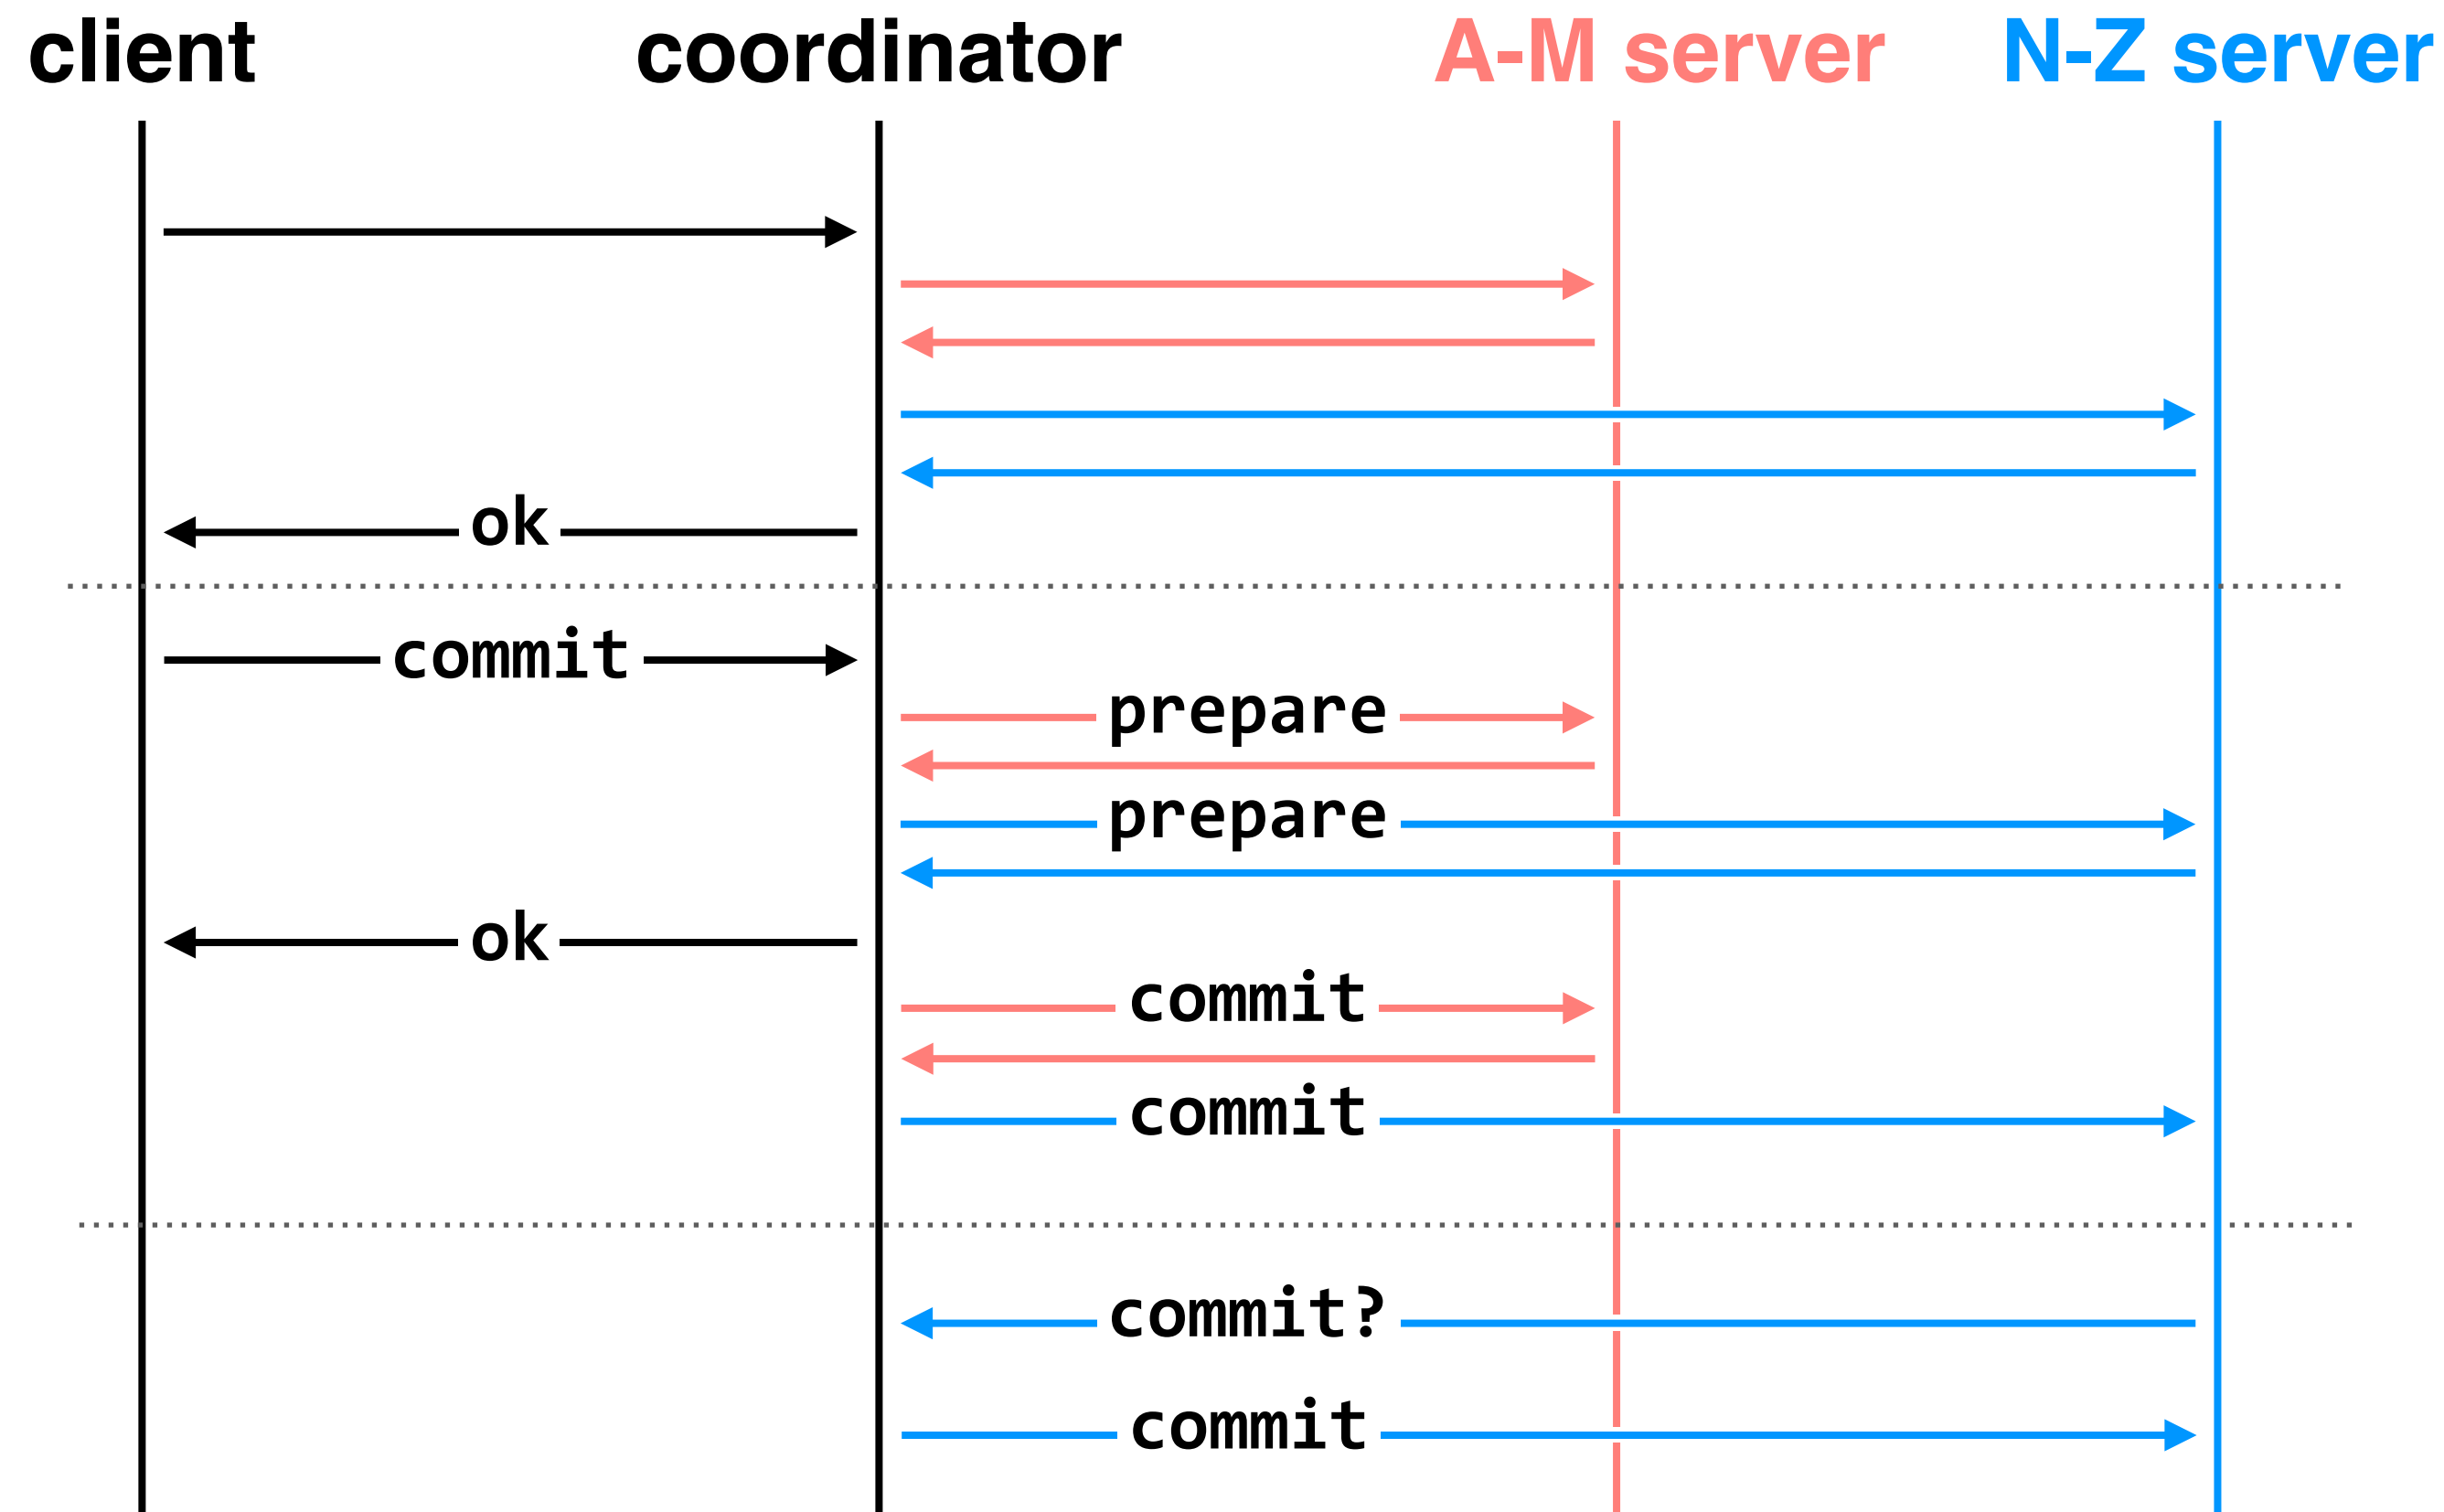 client coordinator A-M server N-Z server
ok
commit
prepare
prepare
ok
commit
commit
commit?
commit